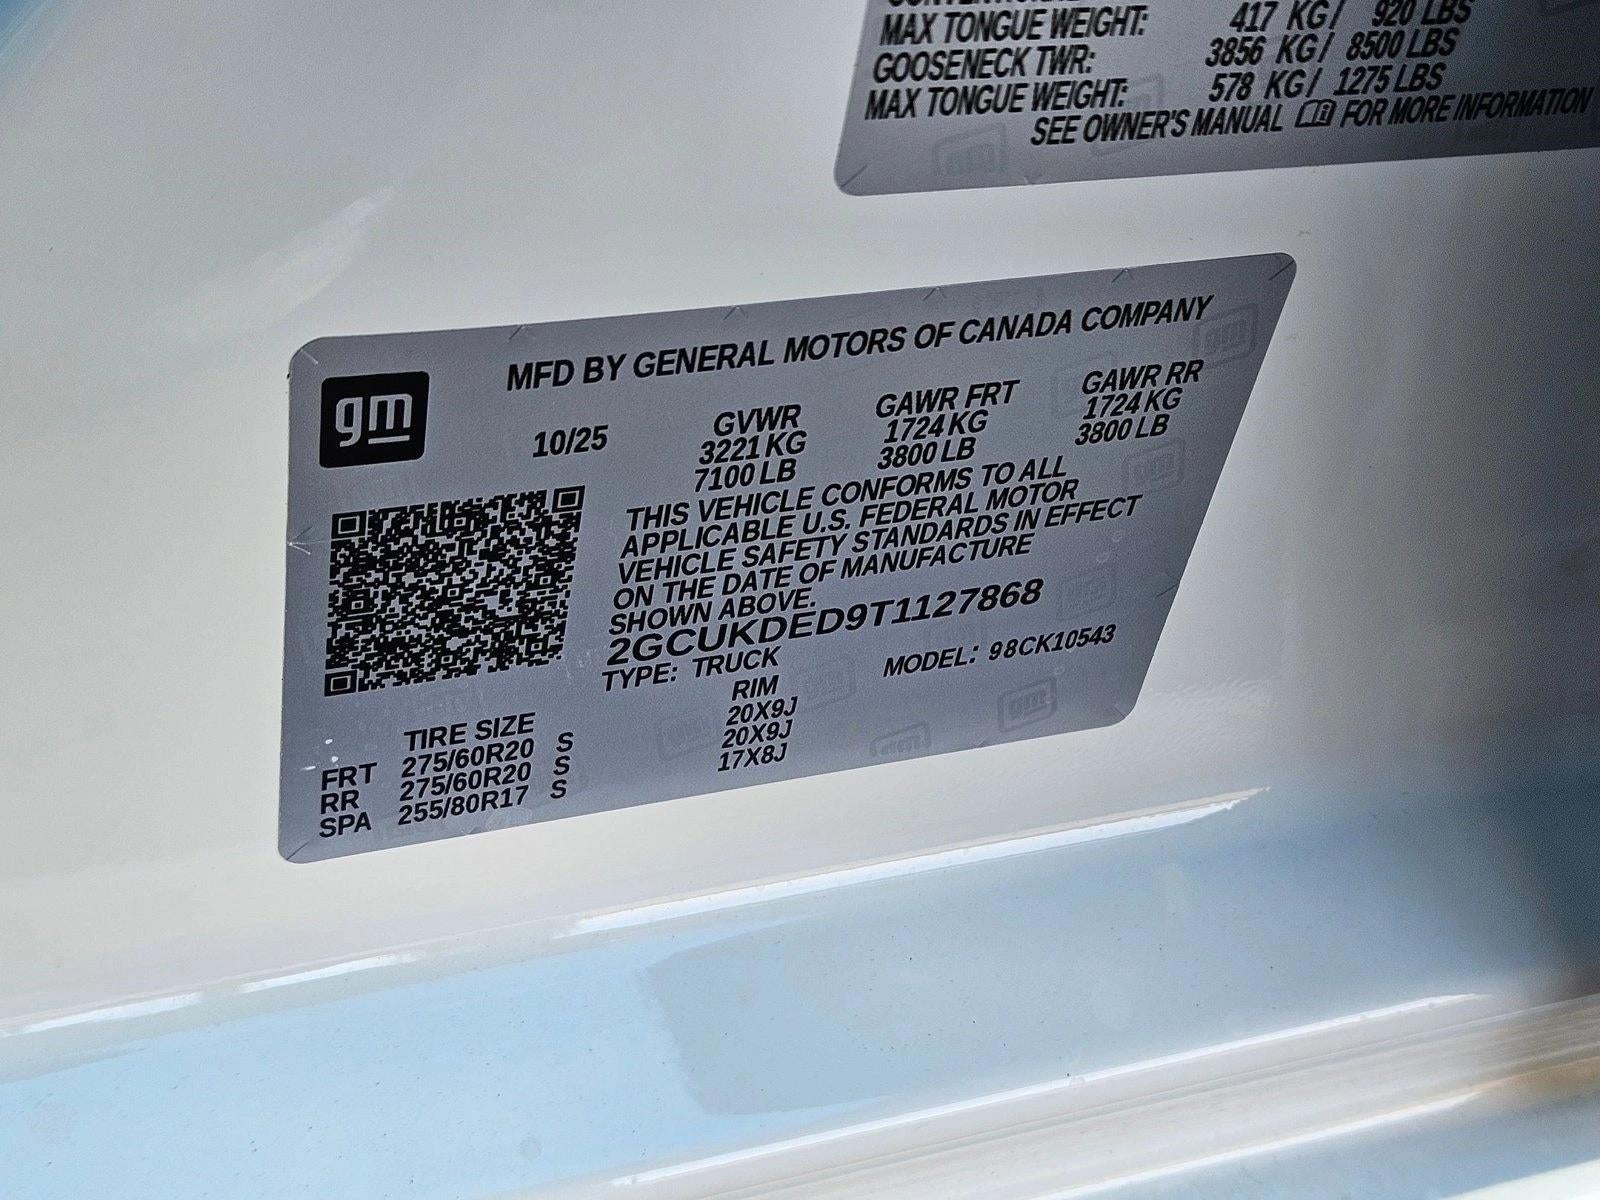 MAX TONGUE WEIGHT: 417 KG/ 920 LBS
GOOSENECK TWR: 3856 KG/ 8500 LBS
MAX TONGUE WEIGHT: 578 KG/ 1275 LBS
SEE OWNER'S MANUAL FOR MORE INFORMATION
gm
MFD BY GENERAL MOTORS OF CANADA COMPANY
10/25
GVWR GAWR FRT GAWR RR
3221 KG 1724 KG 1724 KG
7100 LB 3800 LB 3800 LB
THIS VEHICLE CONFORMS TO ALL
APPLICABLE U.S. FEDERAL MOTOR
VEHICLE SAFETY STANDARDS IN EFFECT
ON THE DATE OF MANUFACTURE
SHOWN ABOVE.
2GCUKDED9T1127868
TYPE: TRUCK MODEL: 98CK10543
TIRE SIZE RIM
FRT 275/60R20 S 20X9J
RR 275/60R20 S 20X9J
SPA 255/80R17 S 17X8J